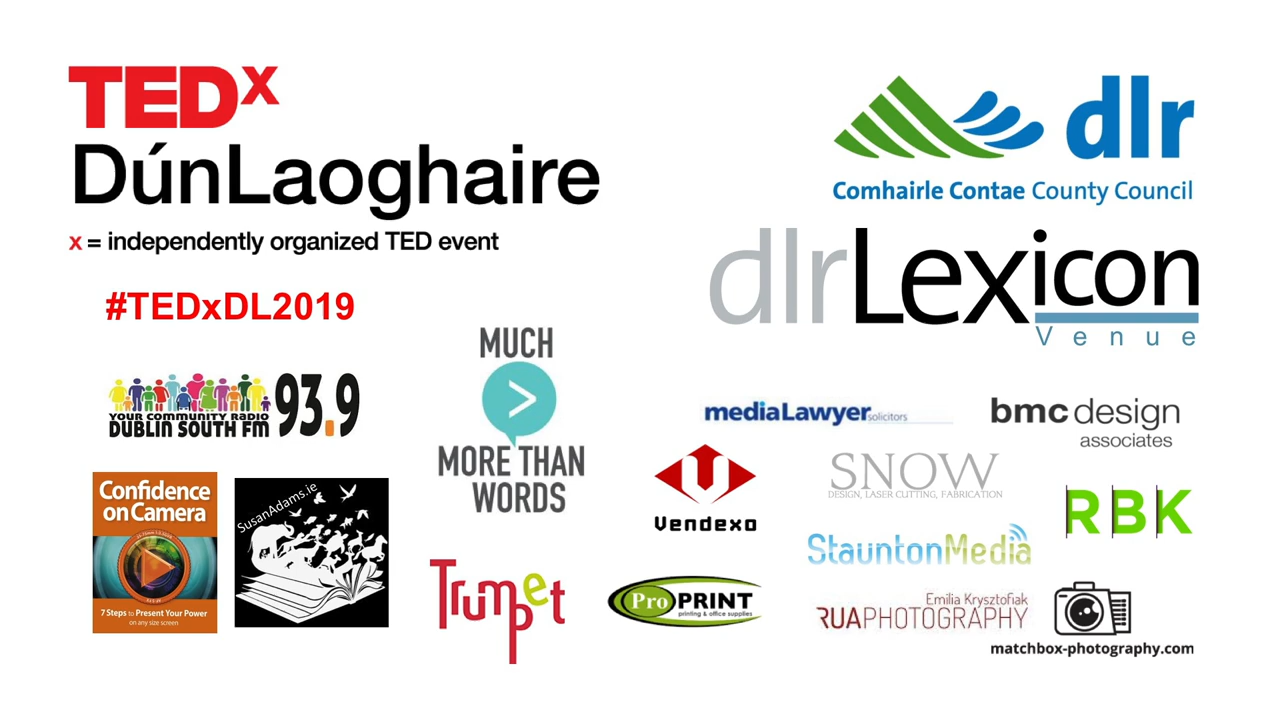 TEDx
DúnLaoghaire
x = independently organized TED event
#TEDxDL2019
dlr
Comhairle Contae County Council
dlrLexicon
Venue
YOUR COMMUNITY RADIO
DUBLIN SOUTH FM
93.9
MUCH
>
MORE THAN
WORDS
mediaLawyer solicitors
bmcdesign
associates
Confidence
on Camera
7 Steps to Present Your Power
on any size screen
SusanAdams.ie
Vendexo
SNOW
DESIGN, LASER CUTTING, FABRICATION
RBK
StauntonMedia
Trumpet
ProPRINT
printing & office supplies
Emilia Krysztofiak
RUAPHOTOGRAPHY
matchbox-photography.com